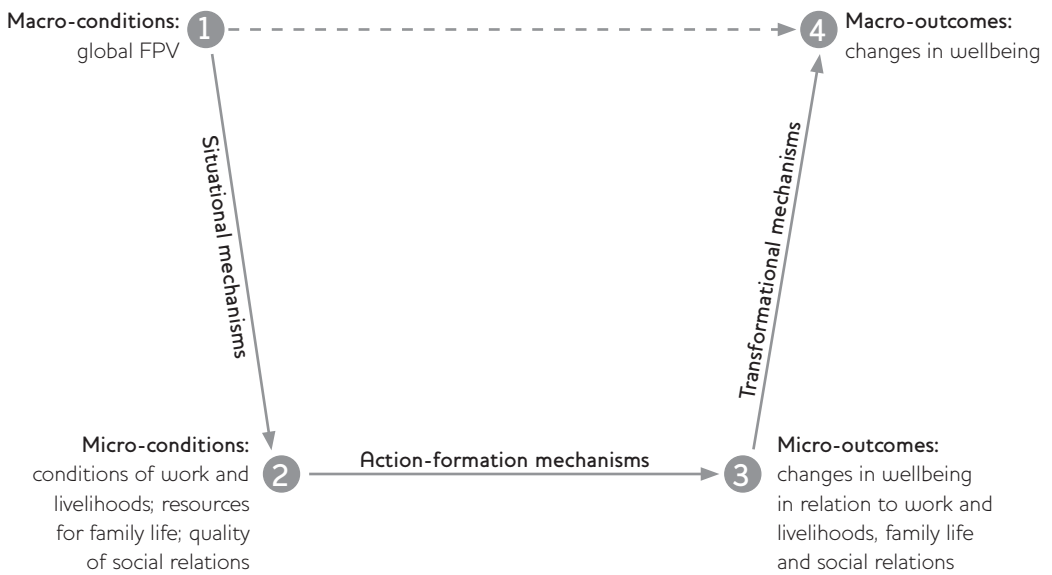 Macro-conditions:
global FPV
1
4
Macro-outcomes:
changes in wellbeing
Situational mechanisms
Transformational mechanisms
Micro-conditions:
conditions of work and
livelihoods; resources
for family life; quality
of social relations
2
Action-formation mechanisms
3
Micro-outcomes:
changes in wellbeing
in relation to work and
livelihoods, family life
and social relations